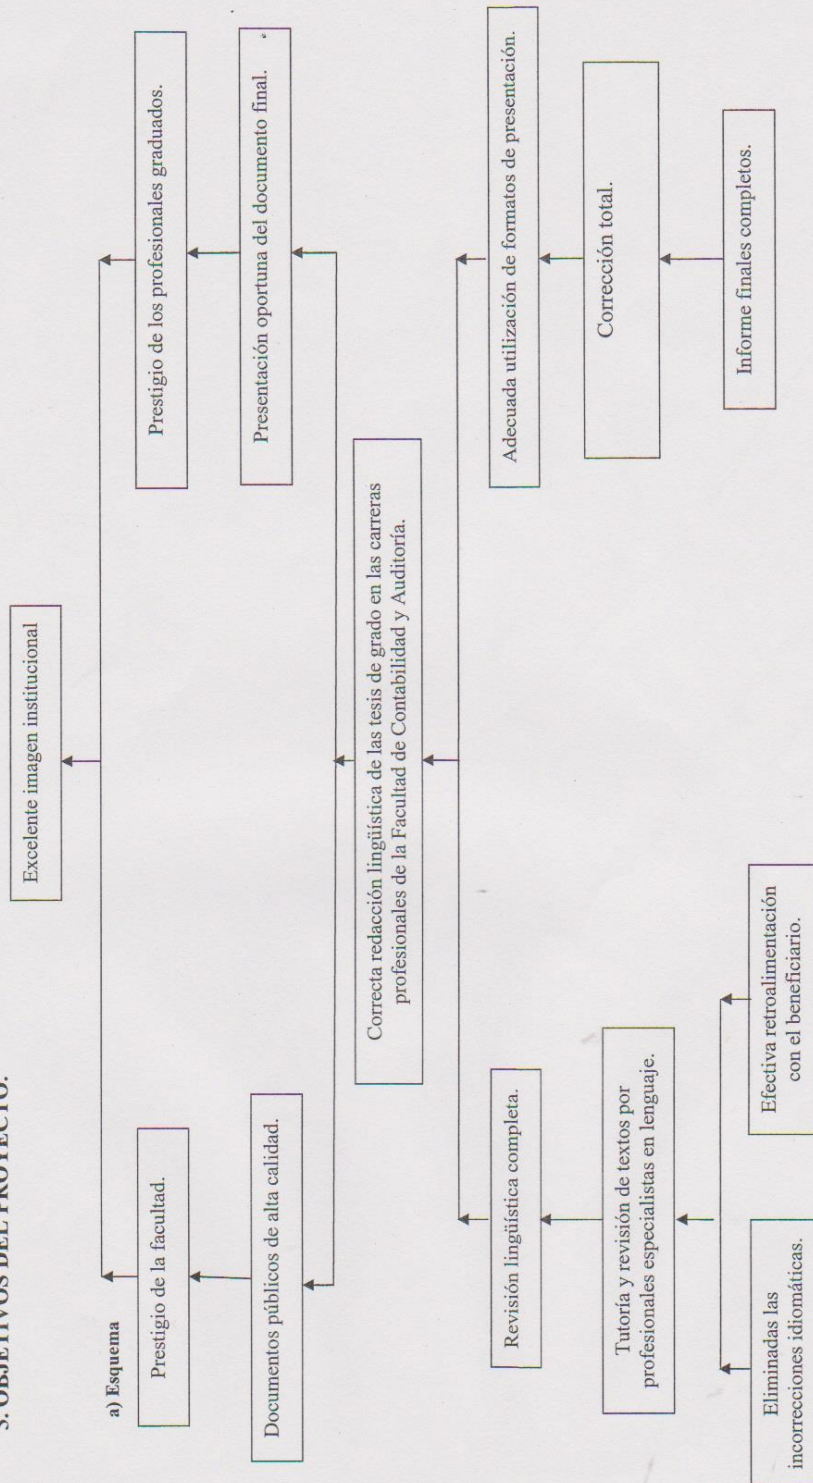 OBJETIVOS DEL PROYECTO.
a) Esquema
Excelente imagen institucional
Prestigio de la facultad.
Prestigio de los profesionales graduados.
Documentos públicos de alta calidad.
Presentación oportuna del documento final.
Correcta redacción lingüística de las tesis de grado en las carreras
profesionales de la Facultad de Contabilidad y Auditoría.
Revisión lingüística completa.
Adecuada utilización de formatos de presentación.
Tutoría y revisión de textos por
profesionales especialistas en lenguaje.
Corrección total.
Eliminadas las
incorrecciones idiomáticas.
Efectiva retroalimentación
con el beneficiario.
Informe finales completos.